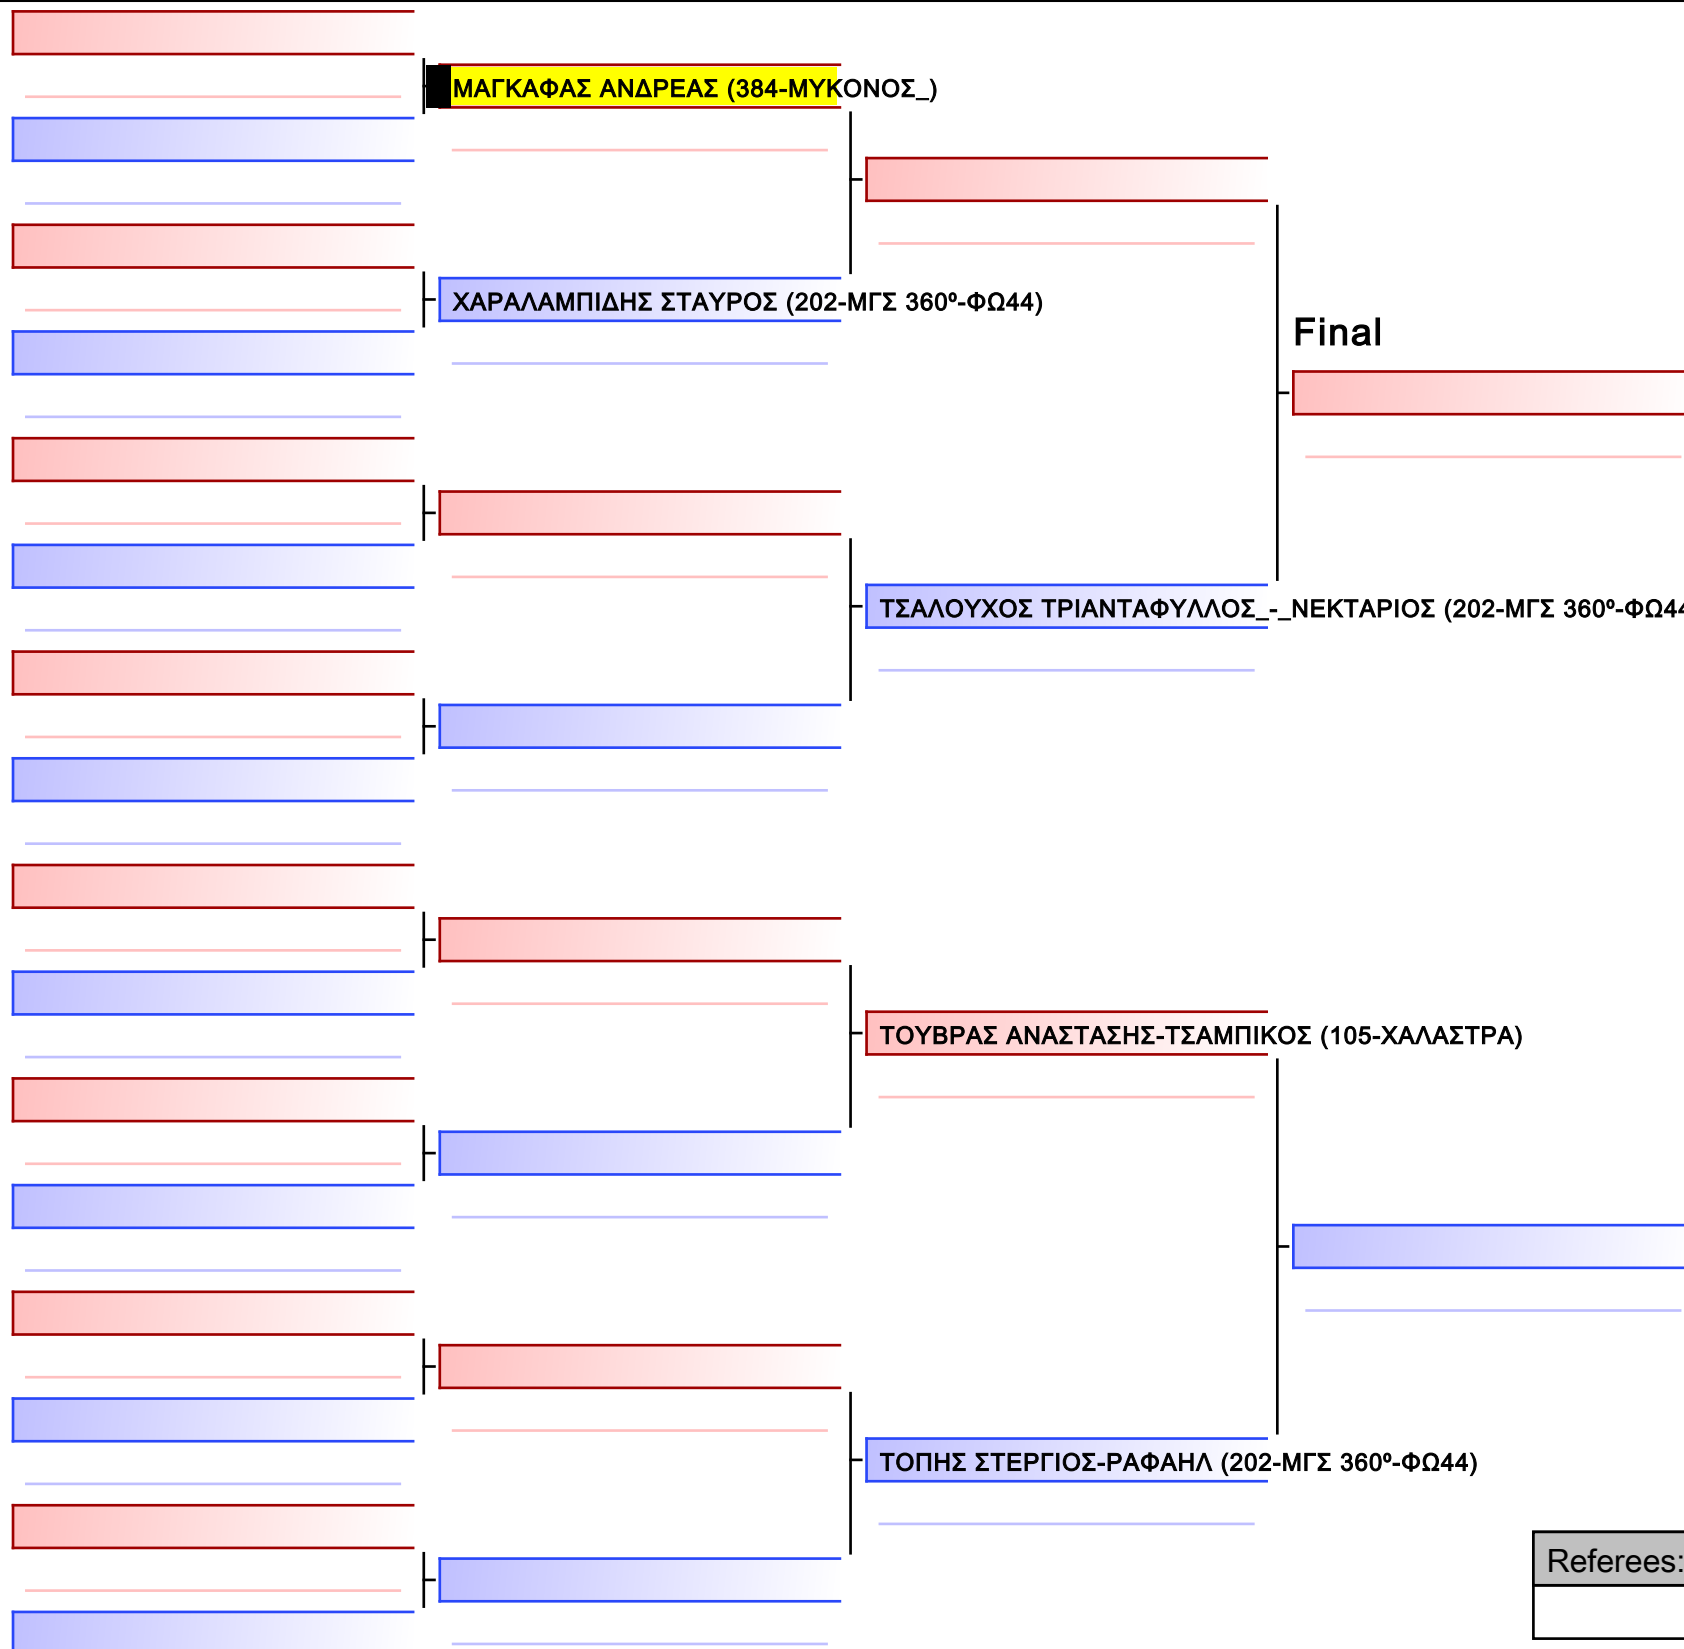 ΜΑΓΚΑΦΑΣ ΑΝΔΡΕΑΣ (384-ΜΥΚΟΝΟΣ_)
ΧΑΡΑΛΑΜΠΙΔΗΣ ΣΤΑΥΡΟΣ (202-ΜΓΣ 360º-ΦΩ44)
Final
ΤΣΑΛΟΥΧΟΣ ΤΡΙΑΝΤΑΦΥΛΛΟΣ_-_ΝΕΚΤΑΡΙΟΣ (202-ΜΓΣ 360º-ΦΩ44
ΤΟΥΒΡΑΣ ΑΝΑΣΤΑΣΗΣ-ΤΣΑΜΠΙΚΟΣ (105-ΧΑΛΑΣΤΡΑ)
ΤΟΠΗΣ ΣΤΕΡΓΙΟΣ-ΡΑΦΑΗΛ (202-ΜΓΣ 360º-ΦΩ44)
Referees: